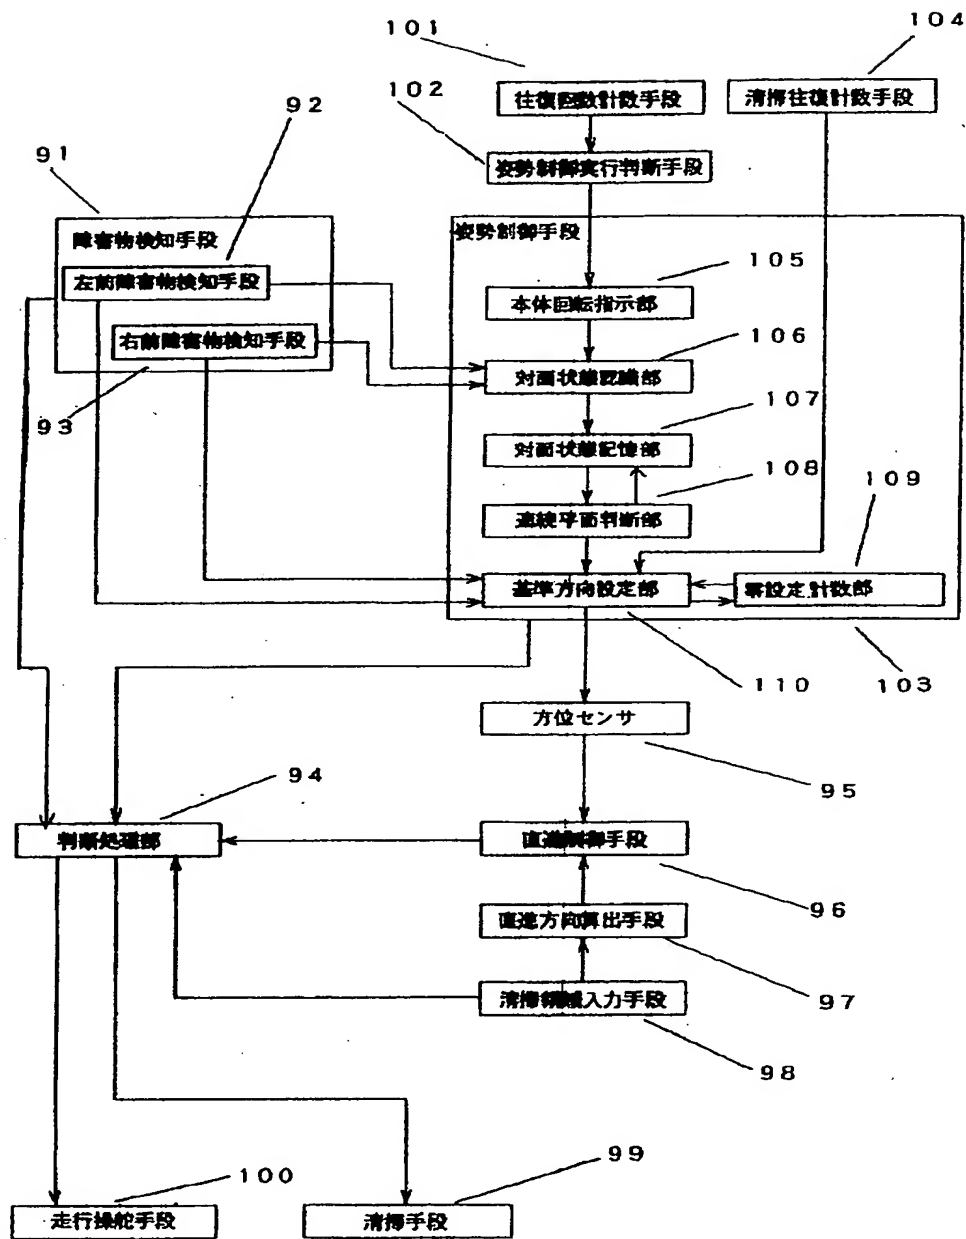 101
104
往復回数計数手段
清掃往復計数手段
102
92
姿勢制御実行判断手段
91
障害物検知手段
姿勢制御手段
左前障害物検知手段
105
本体回転指示部
右前障害物検知手段
106
対面状態認識部
93
107
対面状態記憶部
108
109
連続平面判断部
基準方向設定部
零設定計数部
110
103
方位センサ
94
95
判断処理部
直進制御手段
96
直進方向算出手段
97
清掃領域入力手段
98
100
99
走行操舵手段
清掃手段